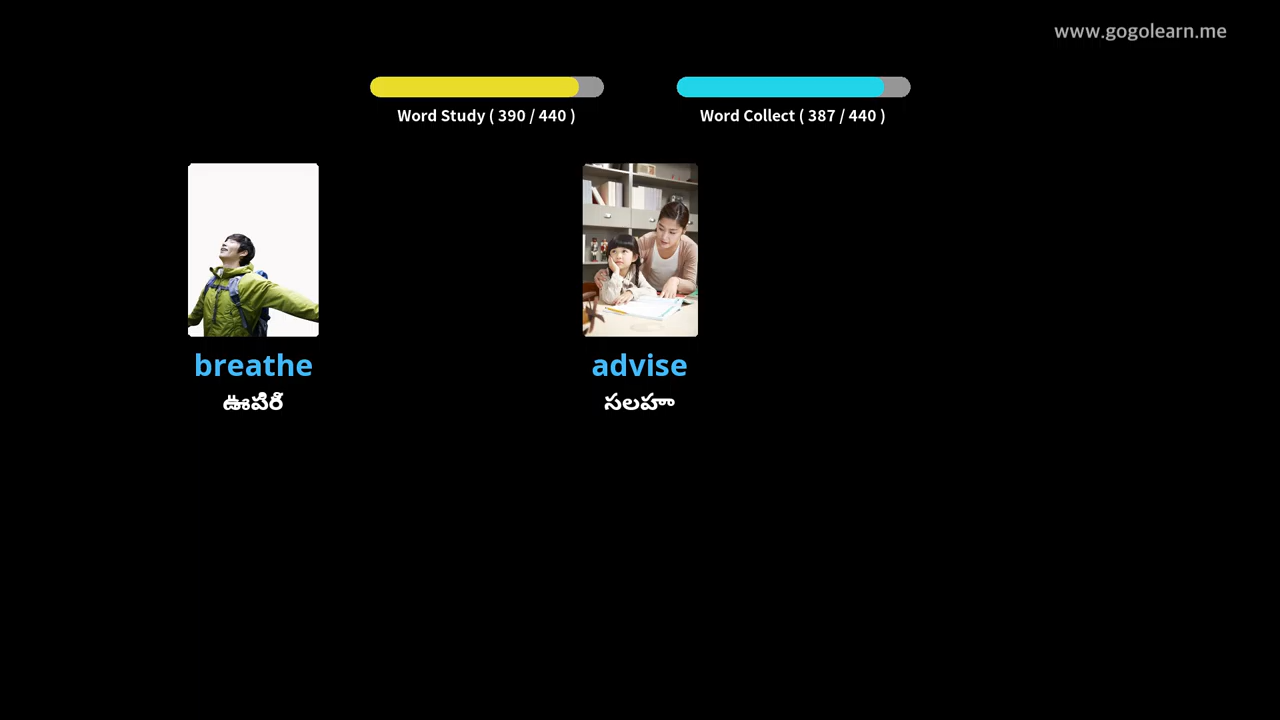 www.gogolearn.me
Word Study ( 390 / 440 )
Word Collect ( 387 / 440 )
breathe
ఊపిరి
advise
సలహా